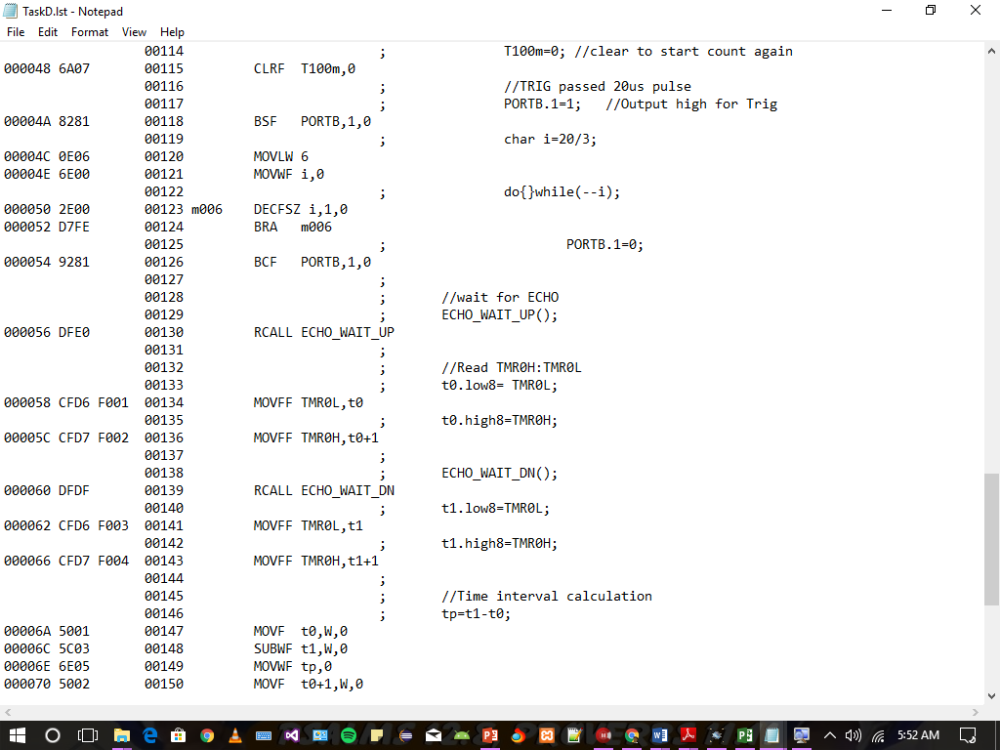 TaskD.lst - Notepad
File Edit Format View Help
00114 ; T100m=0; //clear to start count again
000048 6A07 00115 CLRF T100m,0
00116 ; //TRIG passed 20us pulse
00117 ; PORTB.1=1; //Output high for Trig
00004A 8281 00118 BSF PORTB,1,0
00119 ; char i=20/3;
00004C 0E06 00120 MOVLW 6
00004E 6E00 00121 MOVWF i,0
00122 ; do{}while(--i);
000050 2E00 00123 m006 DECFSZ i,1,0
000052 D7FE 00124 BRA m006
00125 ; PORTB.1=0;
000054 9281 00126 BCF PORTB,1,0
00127 ;
00128 ; //wait for ECHO
00129 ; ECHO_WAIT_UP();
000056 DFE0 00130 RCALL ECHO_WAIT_UP
00131 ;
00132 ; //Read TMR0H:TMR0L
00133 ; t0.low8= TMR0L;
000058 CFD6 F001 00134 MOVFF TMR0L,t0
00135 ; t0.high8=TMR0H;
00005C CFD7 F002 00136 MOVFF TMR0H,t0+1
00137 ;
00138 ; ECHO_WAIT_DN();
000060 DFDF 00139 RCALL ECHO_WAIT_DN
00140 ; t1.low8=TMR0L;
000062 CFD6 F003 00141 MOVFF TMR0L,t1
00142 ; t1.high8=TMR0H;
000066 CFD7 F004 00143 MOVFF TMR0H,t1+1
00144 ;
00145 ; //Time interval calculation
00146 ; tp=t1-t0;
00006A 5001 00147 MOVF t0,W,0
00006C 5C03 00148 SUBWF t1,W,0
00006E 6E05 00149 MOVWF tp,0
000070 5002 00150 MOVF t0+1,W,0
5:52 AM